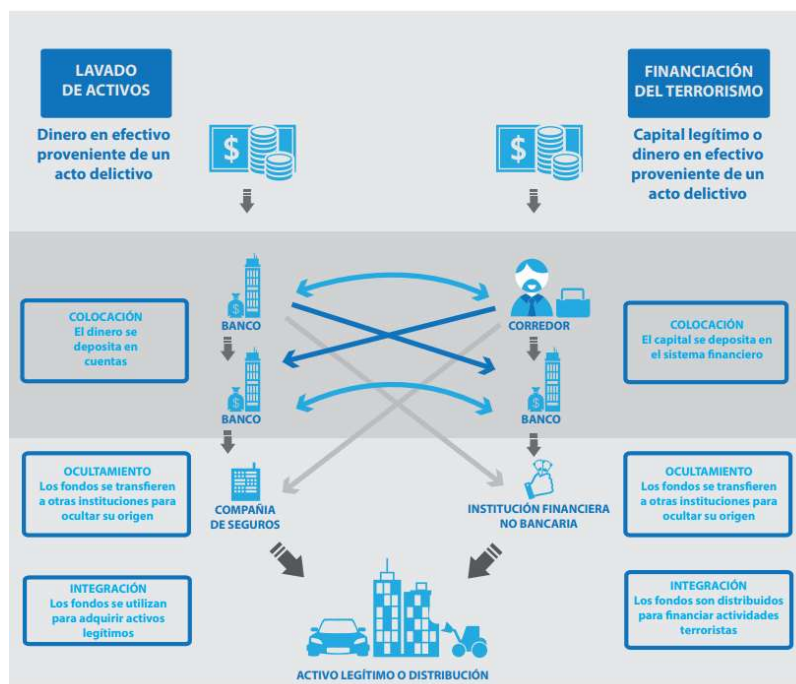 LAVADO
DE ACTIVOS
Dinero en efectivo
proveniente de un
acto delictivo
$
$
FINANCIACIÓN
DEL TERRORISMO
Capital legítimo o
dinero en efectivo
proveniente de un
acto delictivo
COLOCACIÓN
El dinero se
deposita en
cuentas
$
BANCO
CORREDOR
COLOCACIÓN
El capital se deposita en
el sistema financiero
$
BANCO
$
BANCO
OCULTAMIENTO
Los fondos se transfieren
a otras instituciones para
ocultar su origen
COMPAÑIA
DE SEGUROS
INSTITUCIÓN FINANCIERA
NO BANCARIA
OCULTAMIENTO
Los fondos se transfieren
a otras instituciones para
ocultar su origen
INTEGRACIÓN
Los fondos se utilizan
para adquirir activos
legítimos
INTEGRACIÓN
Los fondos son distribuidos
para financiar actividades
terroristas
ACTIVO LEGÍTIMO O DISTRIBUCIÓN